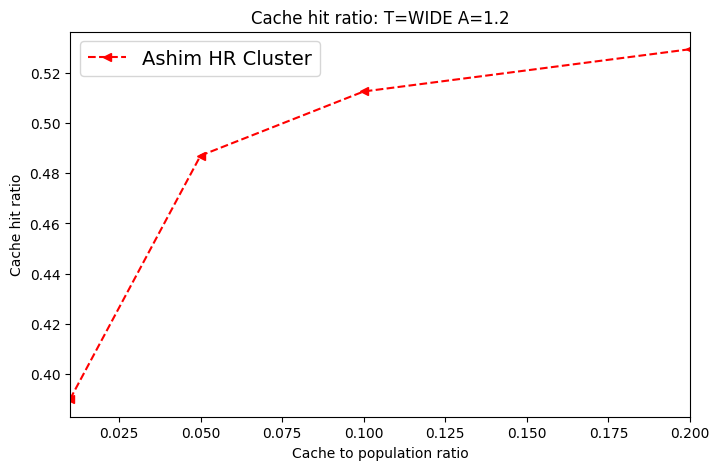 Cache hit ratio: T=WIDE A=1.2
Ashim HR Cluster
Cache hit ratio
0.52
0.50
0.48
0.46
0.44
0.42
0.40
0.025 0.050 0.075 0.100 0.125 0.150 0.175 0.200
Cache to population ratio